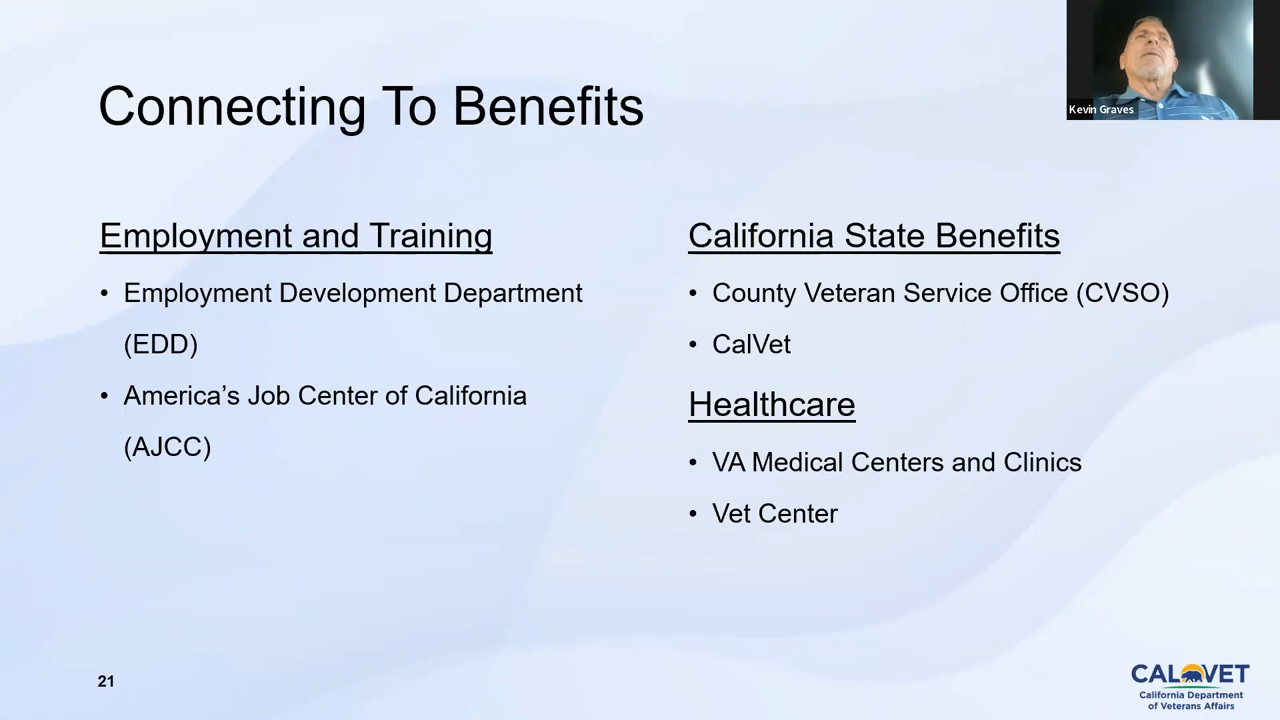 Kevin Graves
Connecting To Benefits
Employment and Training
• Employment Development Department
(EDD)
• America's Job Center of California
(AJCC)
California State Benefits
• County Veteran Service Office (CVSO)
• CalVet
Healthcare
• VA Medical Centers and Clinics
• Vet Center
21
CAL VET
California Department
of Veterans Affairs